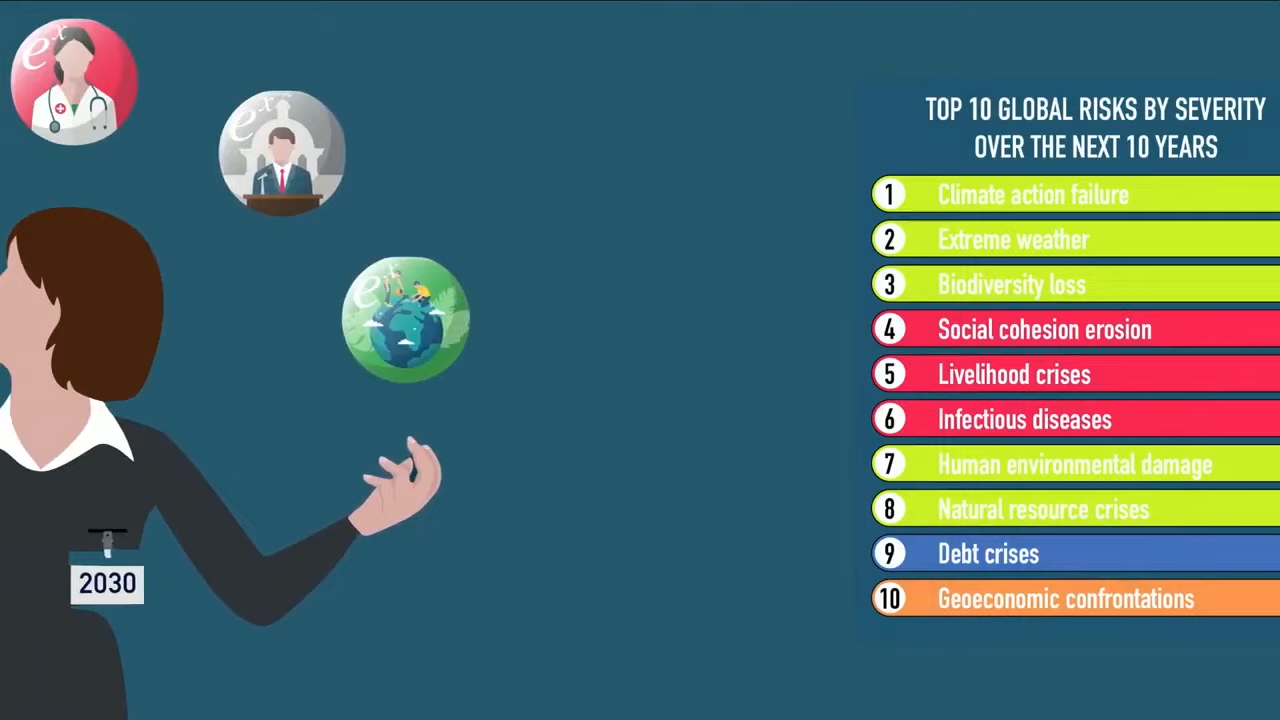 e^x
e^x
e^x
2030
TOP 10 GLOBAL RISKS BY SEVERITY
OVER THE NEXT 10 YEARS
1 Climate action failure
2 Extreme weather
3 Biodiversity loss
4 Social cohesion erosion
5 Livelihood crises
6 Infectious diseases
7 Human environmental damage
8 Natural resource crises
9 Debt crises
10 Geoeconomic confrontations